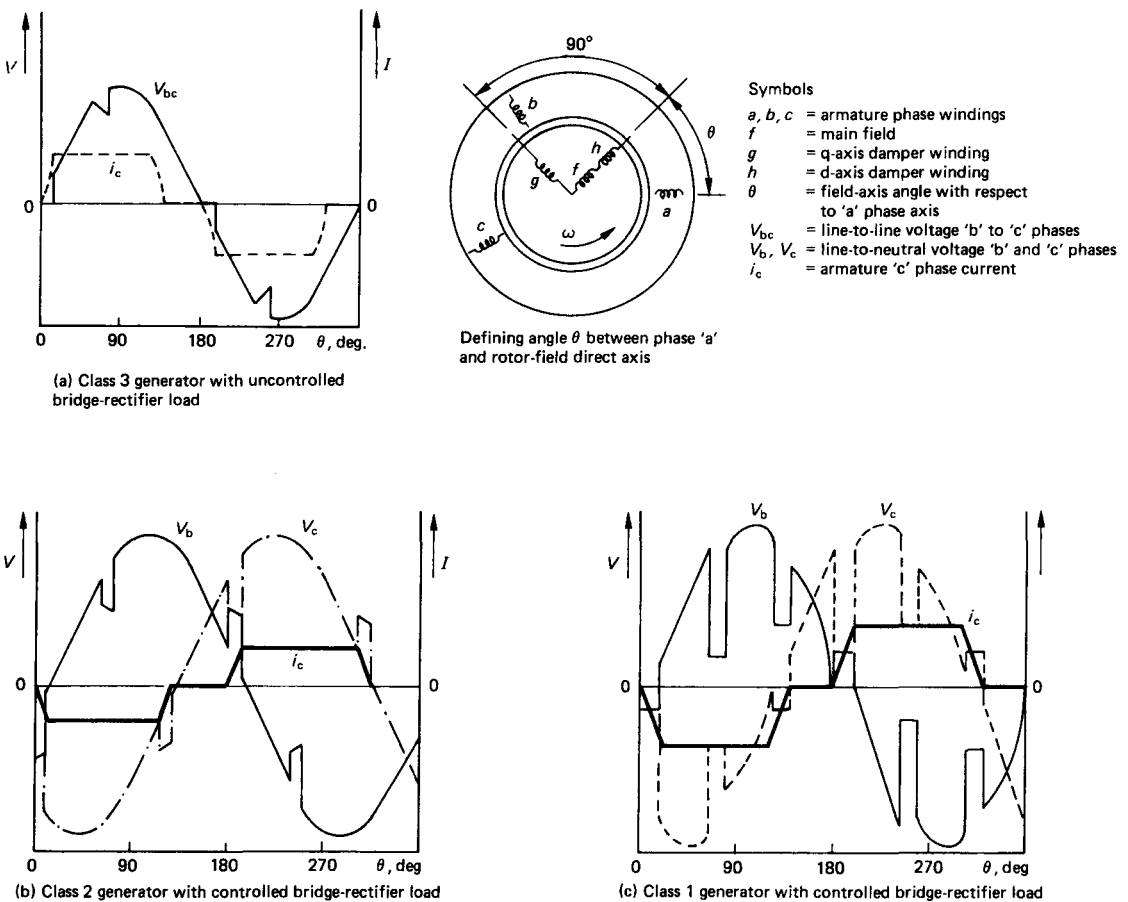 V
I
V_bc
i_c
0
0
0 90 180 270 θ, deg.
(a) Class 3 generator with uncontrolled
bridge-rectifier load
90°
θ
b
h
f
g
a
c
ω
Defining angle θ between phase 'a'
and rotor-field direct axis
Symbols
a, b, c = armature phase windings
f = main field
g = q-axis damper winding
h = d-axis damper winding
θ = field-axis angle with respect
to 'a' phase axis
V_bc = line-to-line voltage 'b' to 'c' phases
V_b, V_c = line-to-neutral voltage 'b' and 'c' phases
i_c = armature 'c' phase current
V
I
V_b
V_c
i_c
0
0
0 90 180 270 θ, deg
(b) Class 2 generator with controlled bridge-rectifier load
V
V_b
V_c
i_c
0
0
0 90 180 270 θ, deg
(c) Class 1 generator with controlled bridge-rectifier load